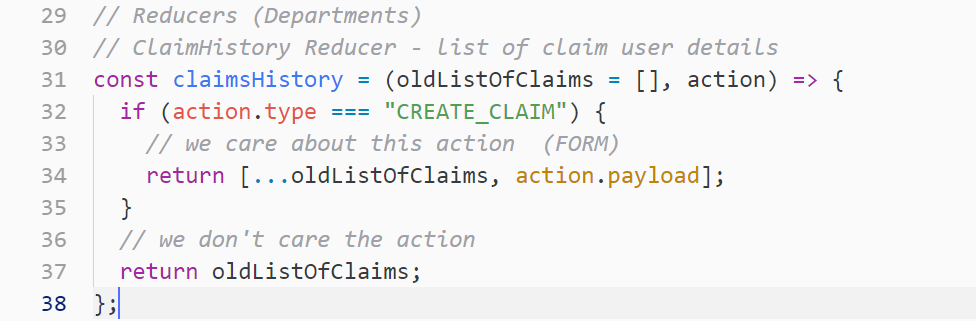 29 // Reducers (Departments)
30 // ClaimHistory Reducer - list of claim user details
31 const claimsHistory = (oldListOfClaims = [], action) => {
32   if (action.type === "CREATE_CLAIM") {
33     // we care about this action  (FORM)
34     return [...oldListOfClaims, action.payload];
35   }
36   // we don't care the action
37   return oldListOfClaims;
38 };